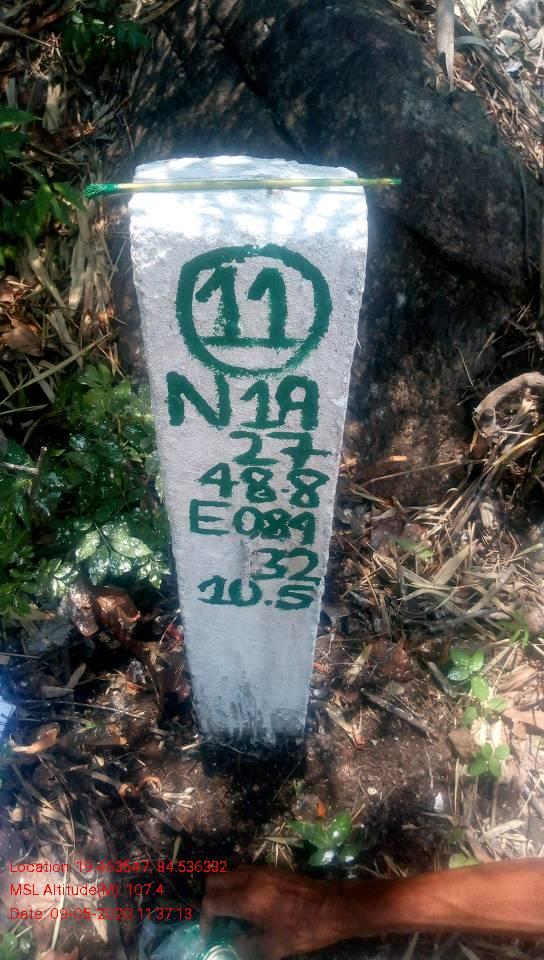 11
N19
27
48.8
E084
32
10.5
Location: 19.463547, 84.536392
MSL Altitude(M) 107.4
Date: 09-05-2020 11:37:13